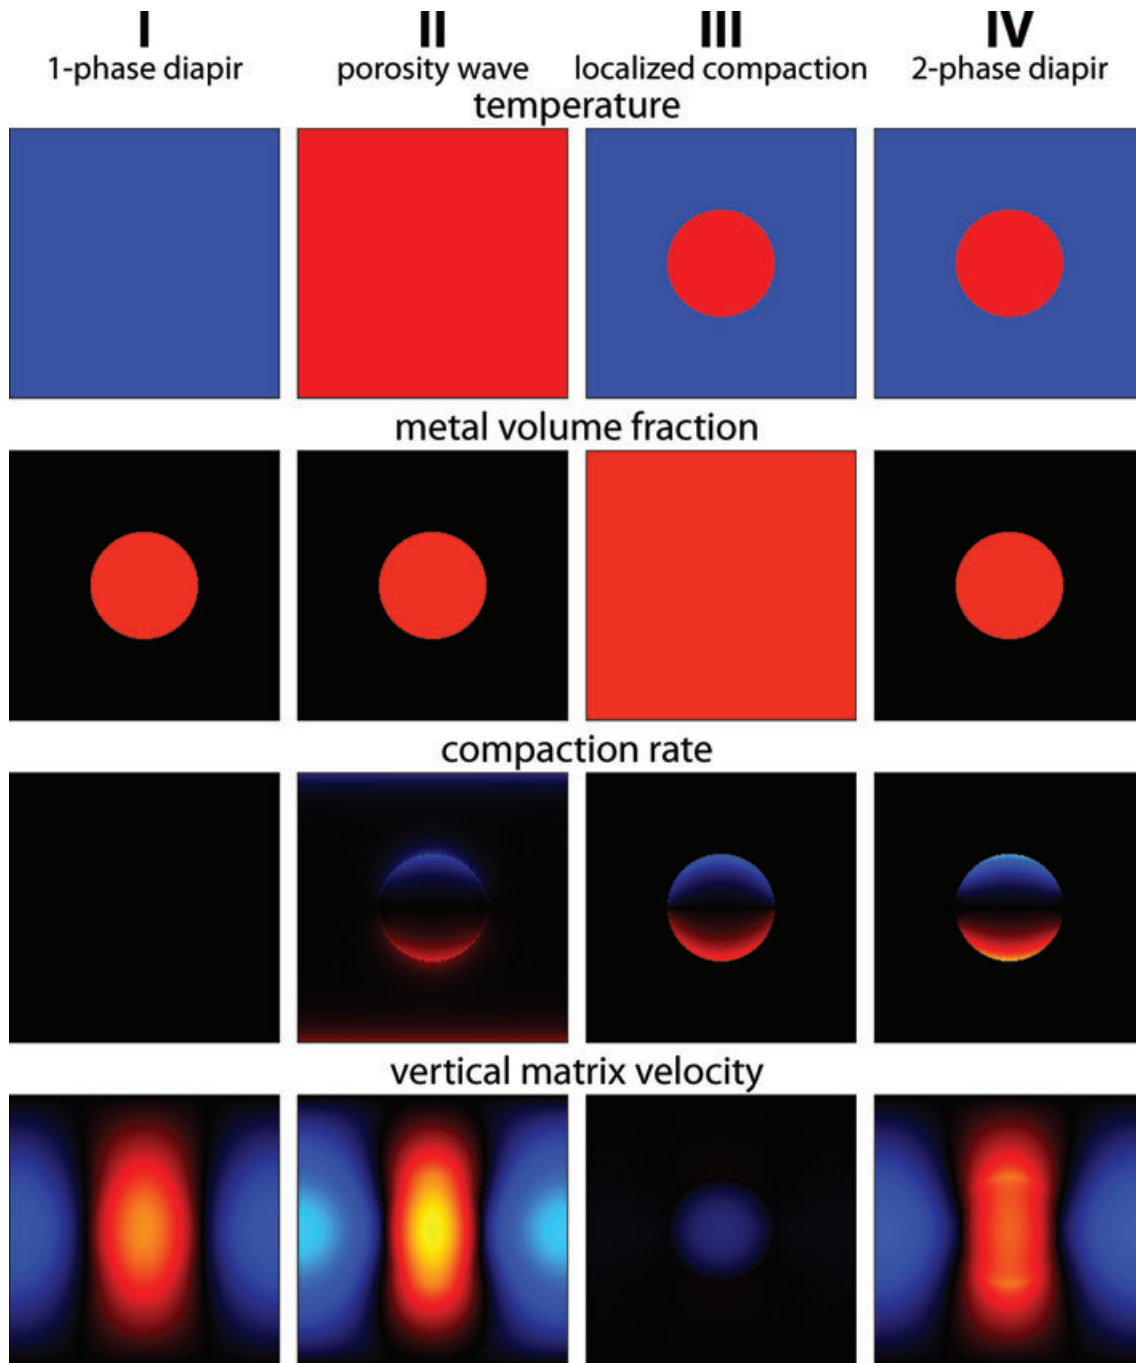 I II III IV
1-phase diapir porosity wave localized compaction 2-phase diapir
temperature
metal volume fraction
compaction rate
vertical matrix velocity